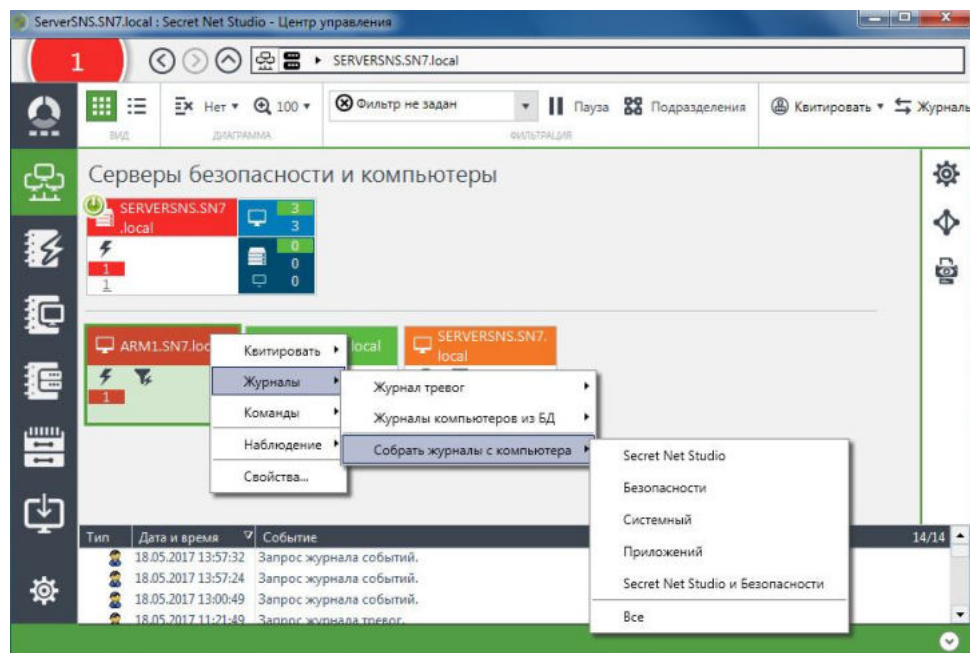 ServerSNS.SN7.local : Secret Net Studio - Центр управления
1
SERVERSNS.SN7.local
Нет
100
Фильтр не задан
Пауза
Подразделения
Квитировать
Журналы
ВИД
ДИАГРАММА
ФИЛЬТРАЦИЯ
Серверы безопасности и компьютеры
SERVERSNS.SN7
.local
3
3
1
1
0
0
0
ARM1.SN7.loc
local
SERVERSNS.SN7.
local
1
Квитировать
Журналы
Команды
Наблюдение
Свойства...
Журнал тревог
Журналы компьютеров из БД
Собрать журналы с компьютера
Secret Net Studio
Безопасности
Системный
Приложений
Secret Net Studio и Безопасности
Все
Тип Дата и время Событие 14/14
18.05.2017 13:57:32 Запрос журнала событий.
18.05.2017 13:57:24 Запрос журнала событий.
18.05.2017 13:00:49 Запрос журнала событий.
18.05.2017 11:21:49 Запрос журнала тревог.